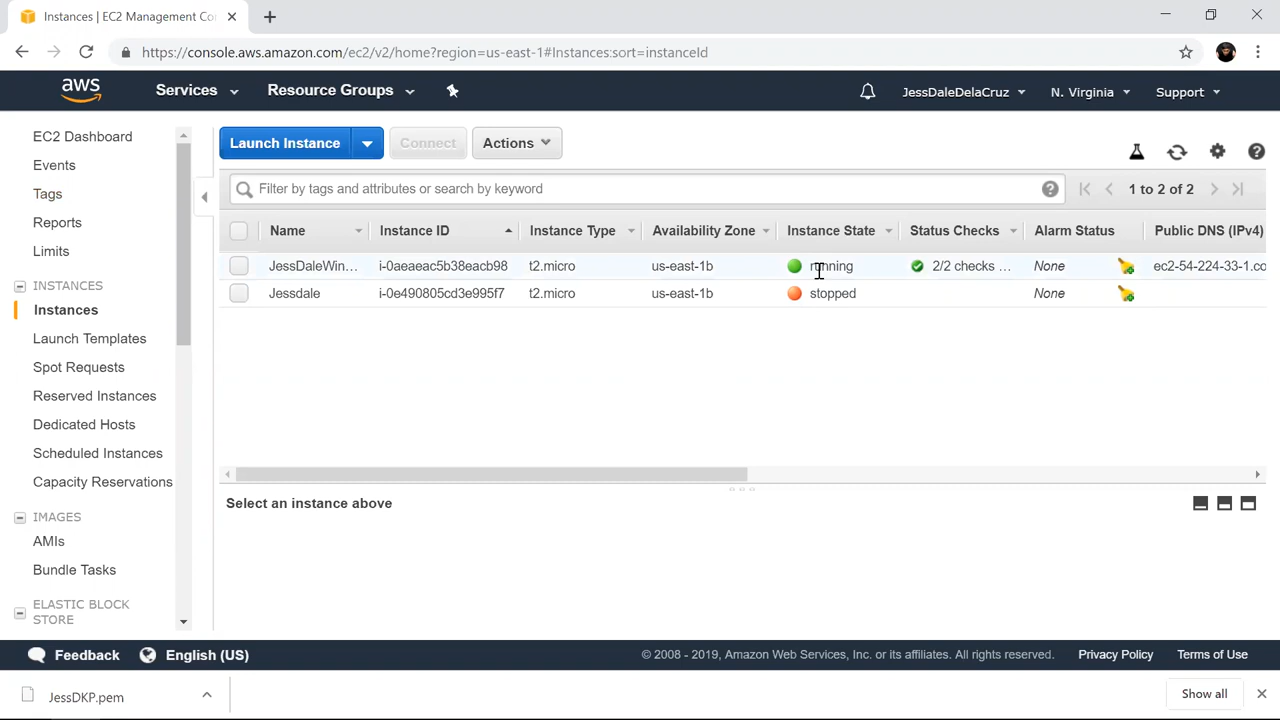 Instances | EC2 Management Co
https://console.aws.amazon.com/ec2/v2/home?region=us-east-1#Instances:sort=instanceId
aws
Services
Resource Groups
JessDaleDelaCruz
N. Virginia
Support
EC2 Dashboard
Events
Tags
Reports
Limits
INSTANCES
Instances
Launch Templates
Spot Requests
Reserved Instances
Dedicated Hosts
Scheduled Instances
Capacity Reservations
IMAGES
AMIs
Bundle Tasks
ELASTIC BLOCK
STORE
Launch Instance
Connect
Actions
Filter by tags and attributes or search by keyword
1 to 2 of 2
Name Instance ID Instance Type Availability Zone Instance State Status Checks Alarm Status Public DNS (IPv4)
JessDaleWin... i-0aeaeac5b38eacb98 t2.micro us-east-1b running 2/2 checks ... None ec2-54-224-33-1.co
Jessdale i-0e490805cd3e995f7 t2.micro us-east-1b stopped None
Select an instance above
Feedback
English (US)
© 2008 - 2019, Amazon Web Services, Inc. or its affiliates. All rights reserved.
Privacy Policy
Terms of Use
JessDKP.pem
Show all